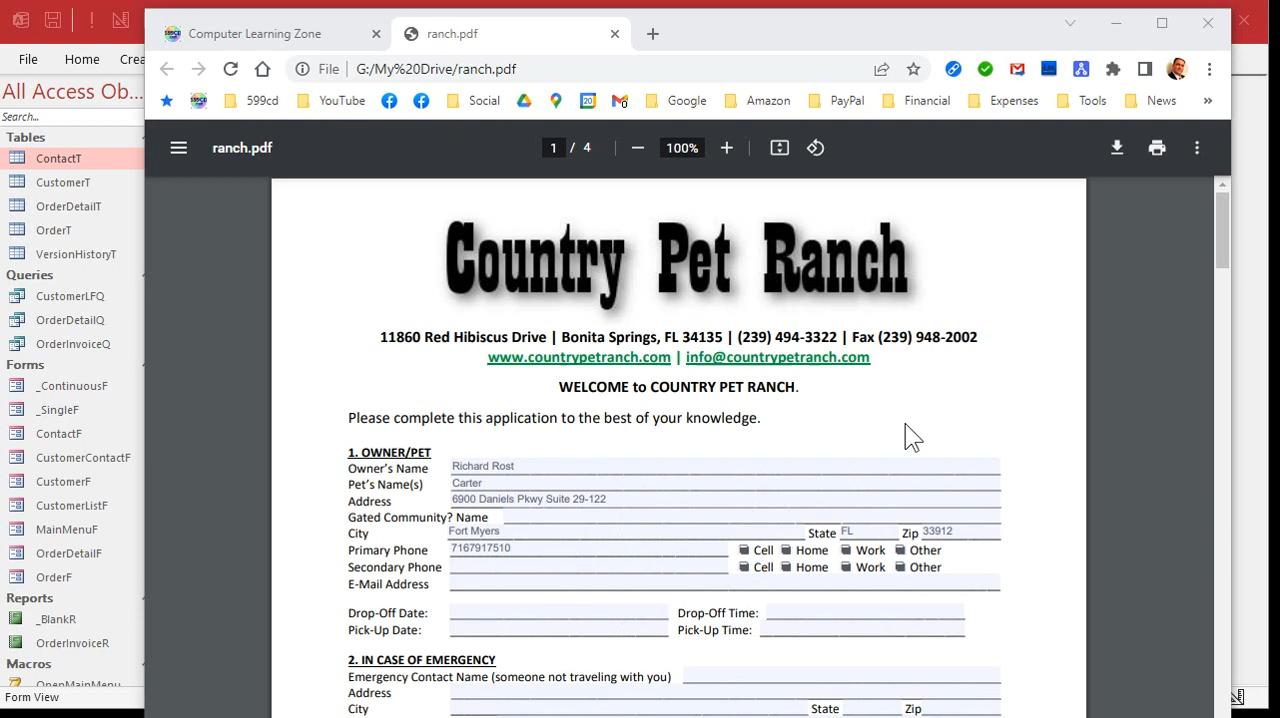 Computer Learning Zone
ranch.pdf
File Home Crea
File G:/My%20Drive/ranch.pdf
All Access Ob...
599cd YouTube Social Google Amazon PayPal Financial Expenses Tools News »
Search...
Tables
ContactT
CustomerT
OrderDetailT
OrderT
VersionHistoryT
Queries
CustomerLFQ
OrderDetailQ
OrderInvoiceQ
Forms
_ContinuousF
_SingleF
ContactF
CustomerContactF
CustomerF
CustomerListF
MainMenuF
OrderDetailF
OrderF
Reports
_BlankR
OrderInvoiceR
Macros
OpenMainMenu
Form View
ranch.pdf 1 / 4 100%
Country Pet Ranch
11860 Red Hibiscus Drive | Bonita Springs, FL 34135 | (239) 494-3322 | Fax (239) 948-2002
www.countrypetranch.com | info@countrypetranch.com
WELCOME to COUNTRY PET RANCH.
Please complete this application to the best of your knowledge.
1. OWNER/PET
Owner's Name Richard Rost
Pet's Name(s) Carter
Address 6900 Daniels Pkwy Suite 29-122
Gated Community? Name
City Fort Myers State FL Zip 33912
Primary Phone 7167917510 Cell Home Work Other
Secondary Phone Cell Home Work Other
E-Mail Address
Drop-Off Date: Drop-Off Time:
Pick-Up Date: Pick-Up Time:
2. IN CASE OF EMERGENCY
Emergency Contact Name (someone not traveling with you)
Address
City State Zip